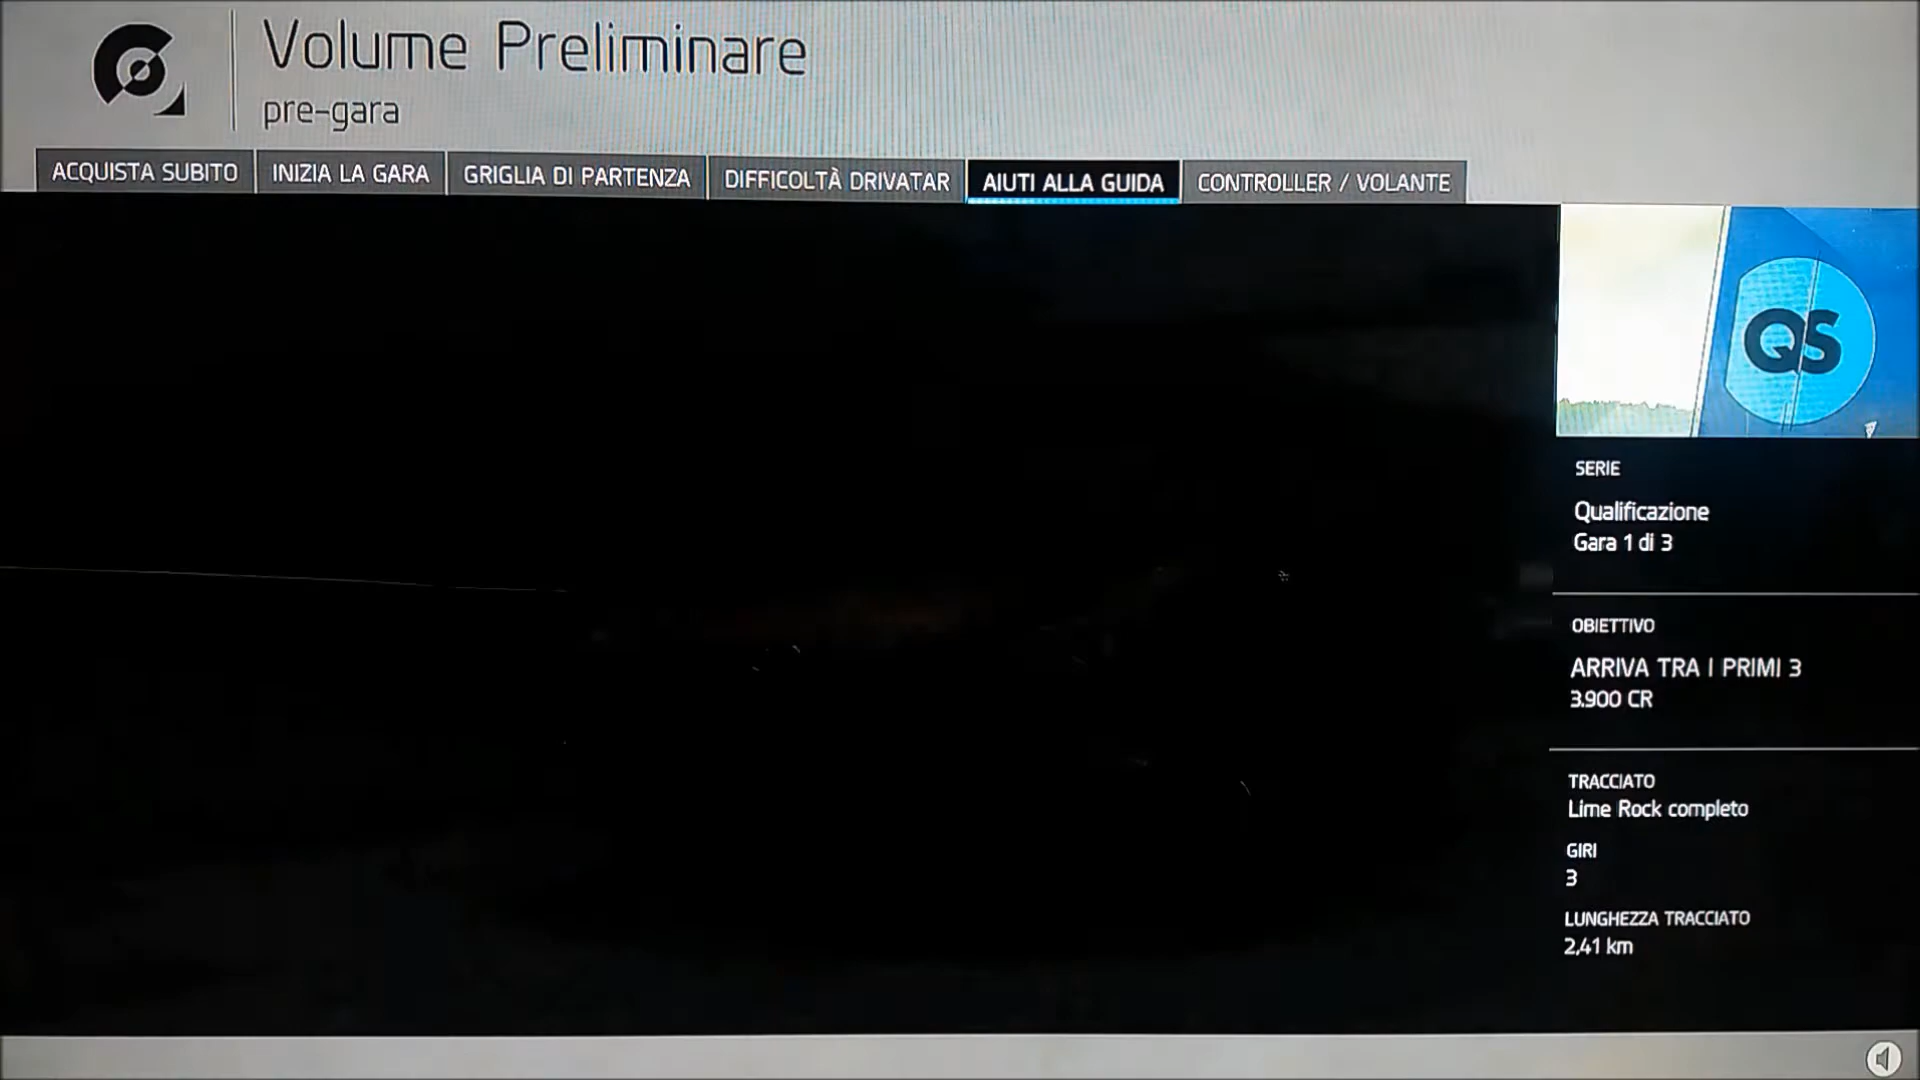 Volume Preliminare
pre-gara
ACQUISTA SUBITO
INIZIA LA GARA
GRIGLIA DI PARTENZA
DIFFICOLTÀ DRIVATAR
AIUTI ALLA GUIDA
CONTROLLER / VOLANTE
QS
SERIE
Qualificazione
Gara 1 di 3
OBIETTIVO
ARRIVA TRA I PRIMI 3
3.900 CR
TRACCIATO
Lime Rock completo
GIRI
3
LUNGHEZZA TRACCIATO
2,41 km